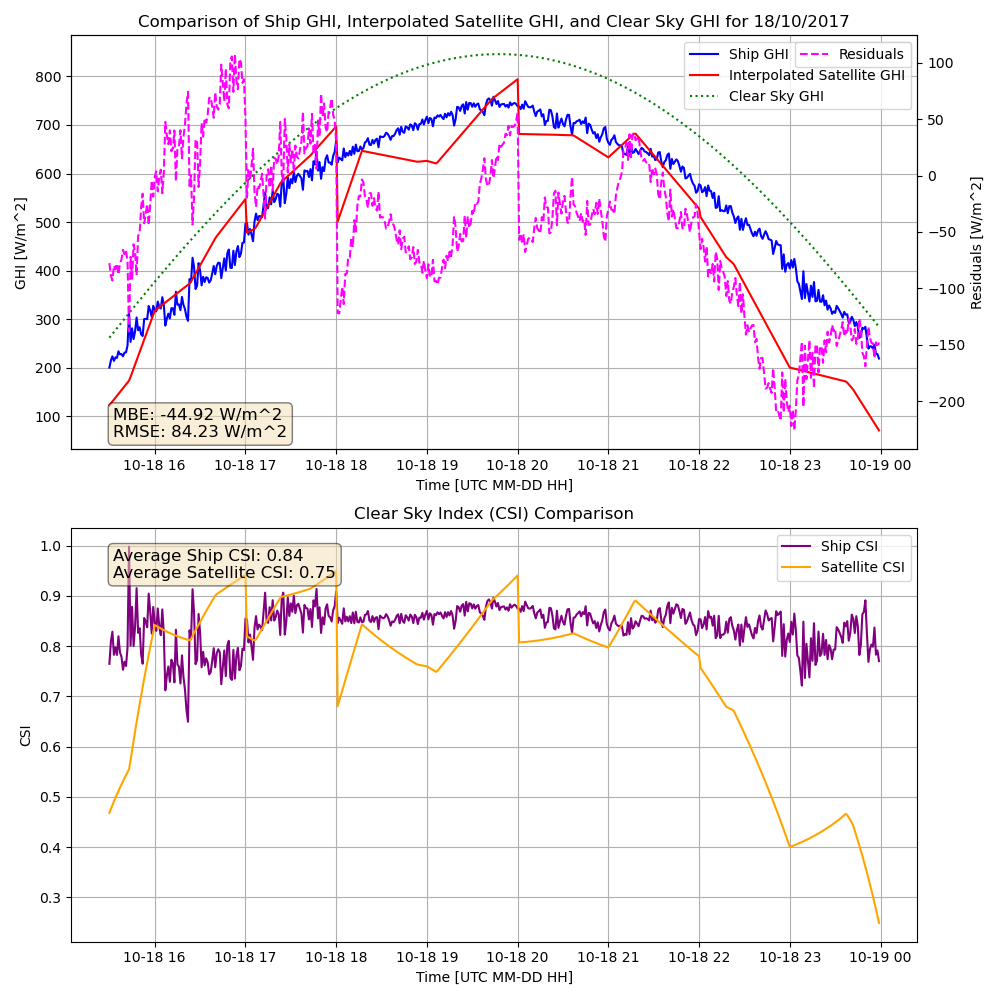 Comparison of Ship GHI, Interpolated Satellite GHI, and Clear Sky GHI for 18/10/2017
Ship GHI
Residuals
Interpolated Satellite GHI
Clear Sky GHI
GHI [W/m^2]
800
700
600
500
400
300
200
100
100
50
0
−50
−100
−150
−200
Residuals [W/m^2]
MBE: -44.92 W/m^2
RMSE: 84.23 W/m^2
10-18 16 10-18 17 10-18 18 10-18 19 10-18 20 10-18 21 10-18 22 10-18 23 10-19 00
Time [UTC MM-DD HH]
Clear Sky Index (CSI) Comparison
Average Ship CSI: 0.84
Average Satellite CSI: 0.75
Ship CSI
Satellite CSI
CSI
1.0
0.9
0.8
0.7
0.6
0.5
0.4
0.3
10-18 16 10-18 17 10-18 18 10-18 19 10-18 20 10-18 21 10-18 22 10-18 23 10-19 00
Time [UTC MM-DD HH]